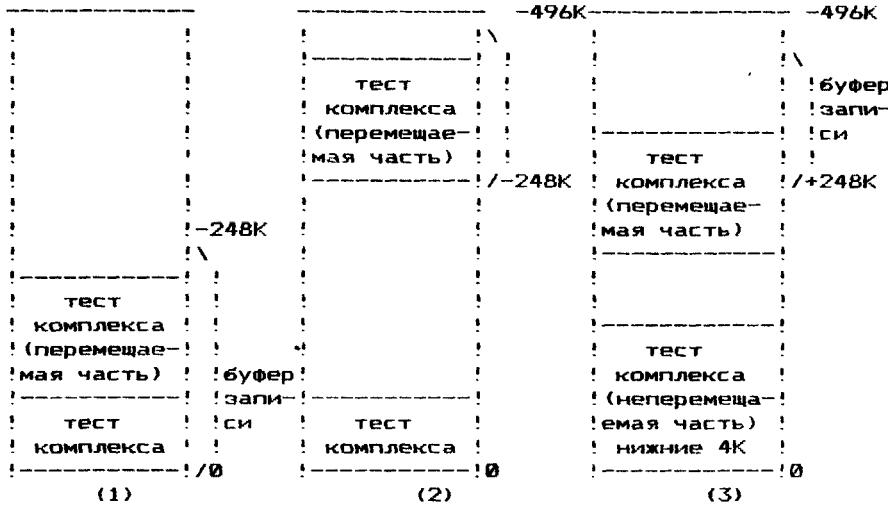 -496K
-496K
тест
комплекса
(перемещае-
мая часть)
/-248K
буфер
запи-
си
тест
комплекса
(перемещае-
мая часть)
/+248K
-248K
тест
комплекса
(перемещае-
мая часть)
буфер
запи-
си
тест
комплекса
/0
тест
комплекса
0
тест
комплекса
(неперемеща-
емая часть)
нижние 4К
0
(1)
(2)
(3)